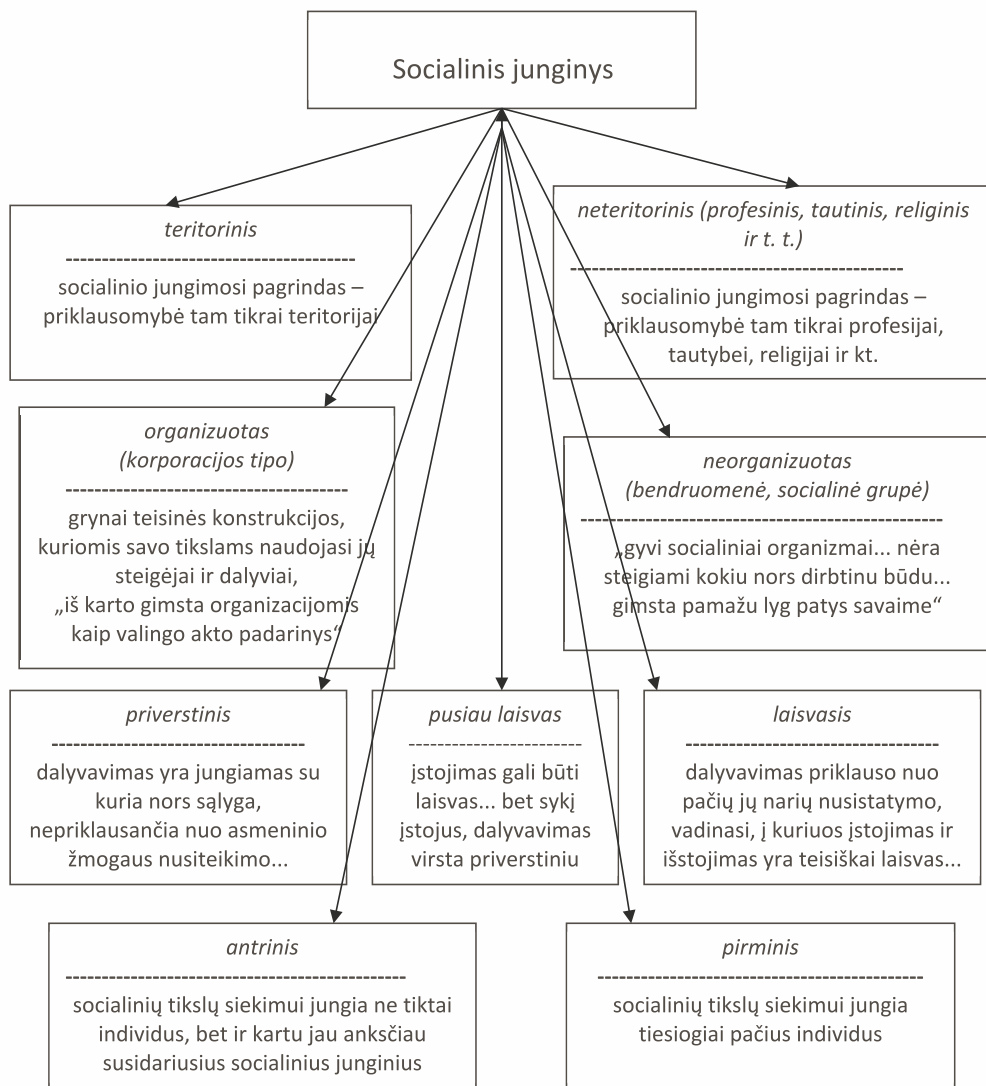 Socialinis junginys
teritorinis
socialinio jungimosi pagrindas –
priklausomybė tam tikrai teritorijai
neteritorinis (profesinis, tautinis, religinis
ir t. t.)
socialinio jungimosi pagrindas –
priklausomybė tam tikrai profesijai,
tautybei, religijai ir kt.
organizuotas
(korporacijos tipo)
grynai teisinės konstrukcijos,
kuriomis savo tikslams naudojasi jų
steigėjai ir dalyviai,
„iš karto gimsta organizacijomis
kaip valingo akto padarinys“
neorganizuotas
(bendruomenė, socialinė grupė)
„gyvi socialiniai organizmai... nėra
steigiami kokiu nors dirbtinu būdu...
gimsta pamažu lyg patys savaime“
priverstinis
dalyvavimas yra jungiamas su
kuria nors sąlyga,
nepriklausančia nuo asmeninio
žmogaus nusiteikimo...
pusiau laisvas
įstojimas gali būti
laisvas... bet sykį
įstojus, dalyvavimas
virsta priverstiniu
laisvasis
dalyvavimas priklauso nuo
pačių jų narių nusistatymo,
vadinasi, į kuriuos įstojimas ir
išstojimas yra teisiškai laisvas...
antrinis
socialinių tikslų siekimui jungia ne tiktai
individus, bet ir kartu jau anksčiau
susidariusius socialinius junginius
pirminis
socialinių tikslų siekimui jungia
tiesiogiai pačius individus